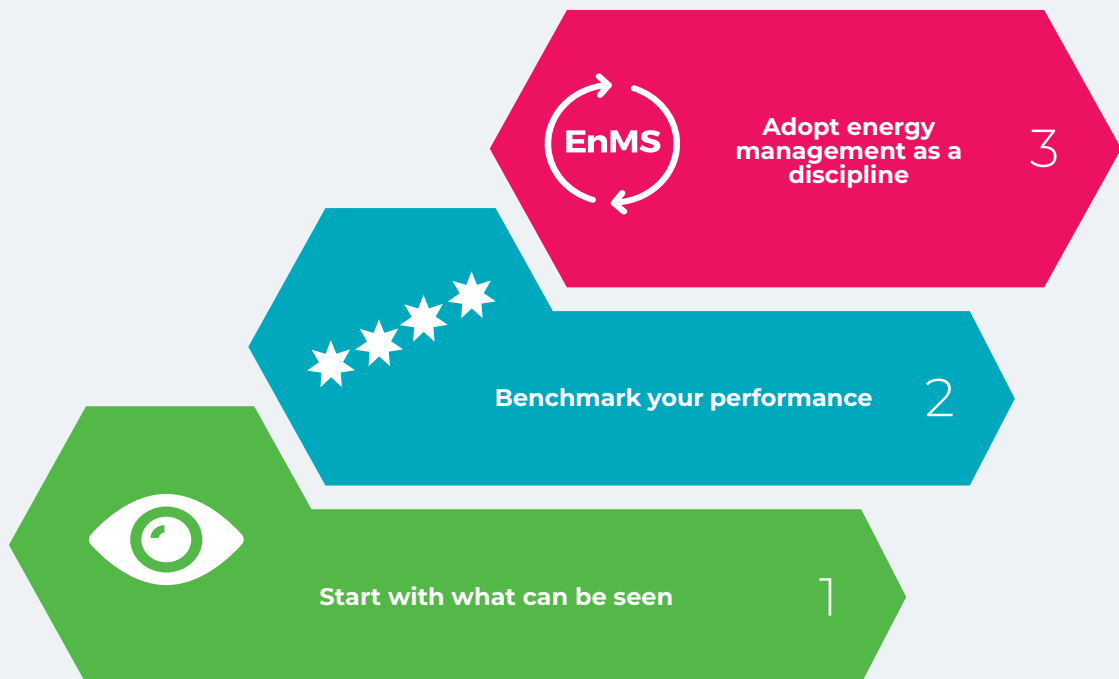 EnMS
Adopt energy
management as a
discipline
3
Benchmark your performance
2
Start with what can be seen
1